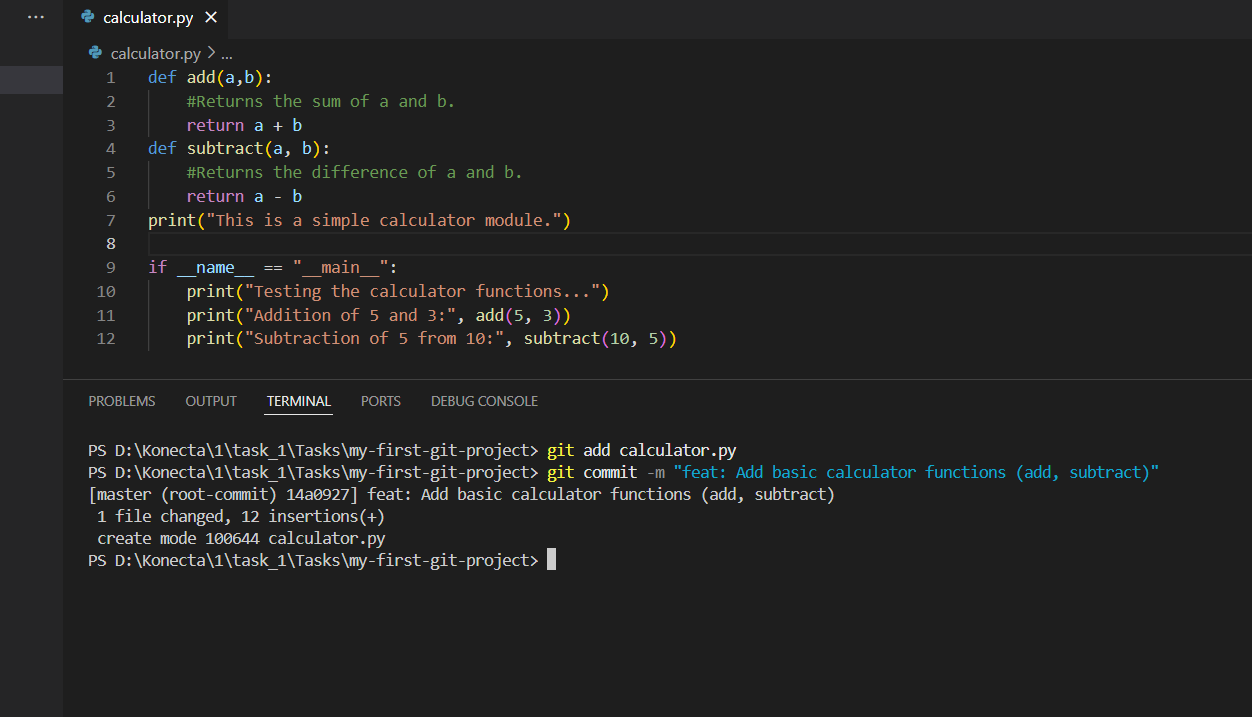 ... calculator.py ×
calculator.py > ...
1 def add(a,b):
2     #Returns the sum of a and b.
3     return a + b
4 def subtract(a, b):
5     #Returns the difference of a and b.
6     return a - b
7 print("This is a simple calculator module.")
8
9 if __name__ == "__main__":
10     print("Testing the calculator functions...")
11     print("Addition of 5 and 3:", add(5, 3))
12     print("Subtraction of 5 from 10:", subtract(10, 5))
PROBLEMS OUTPUT TERMINAL PORTS DEBUG CONSOLE
PS D:\Konecta\1\task_1\Tasks\my-first-git-project> git add calculator.py
PS D:\Konecta\1\task_1\Tasks\my-first-git-project> git commit -m "feat: Add basic calculator functions (add, subtract)"
[master (root-commit) 14a0927] feat: Add basic calculator functions (add, subtract)
 1 file changed, 12 insertions(+)
 create mode 100644 calculator.py
PS D:\Konecta\1\task_1\Tasks\my-first-git-project>